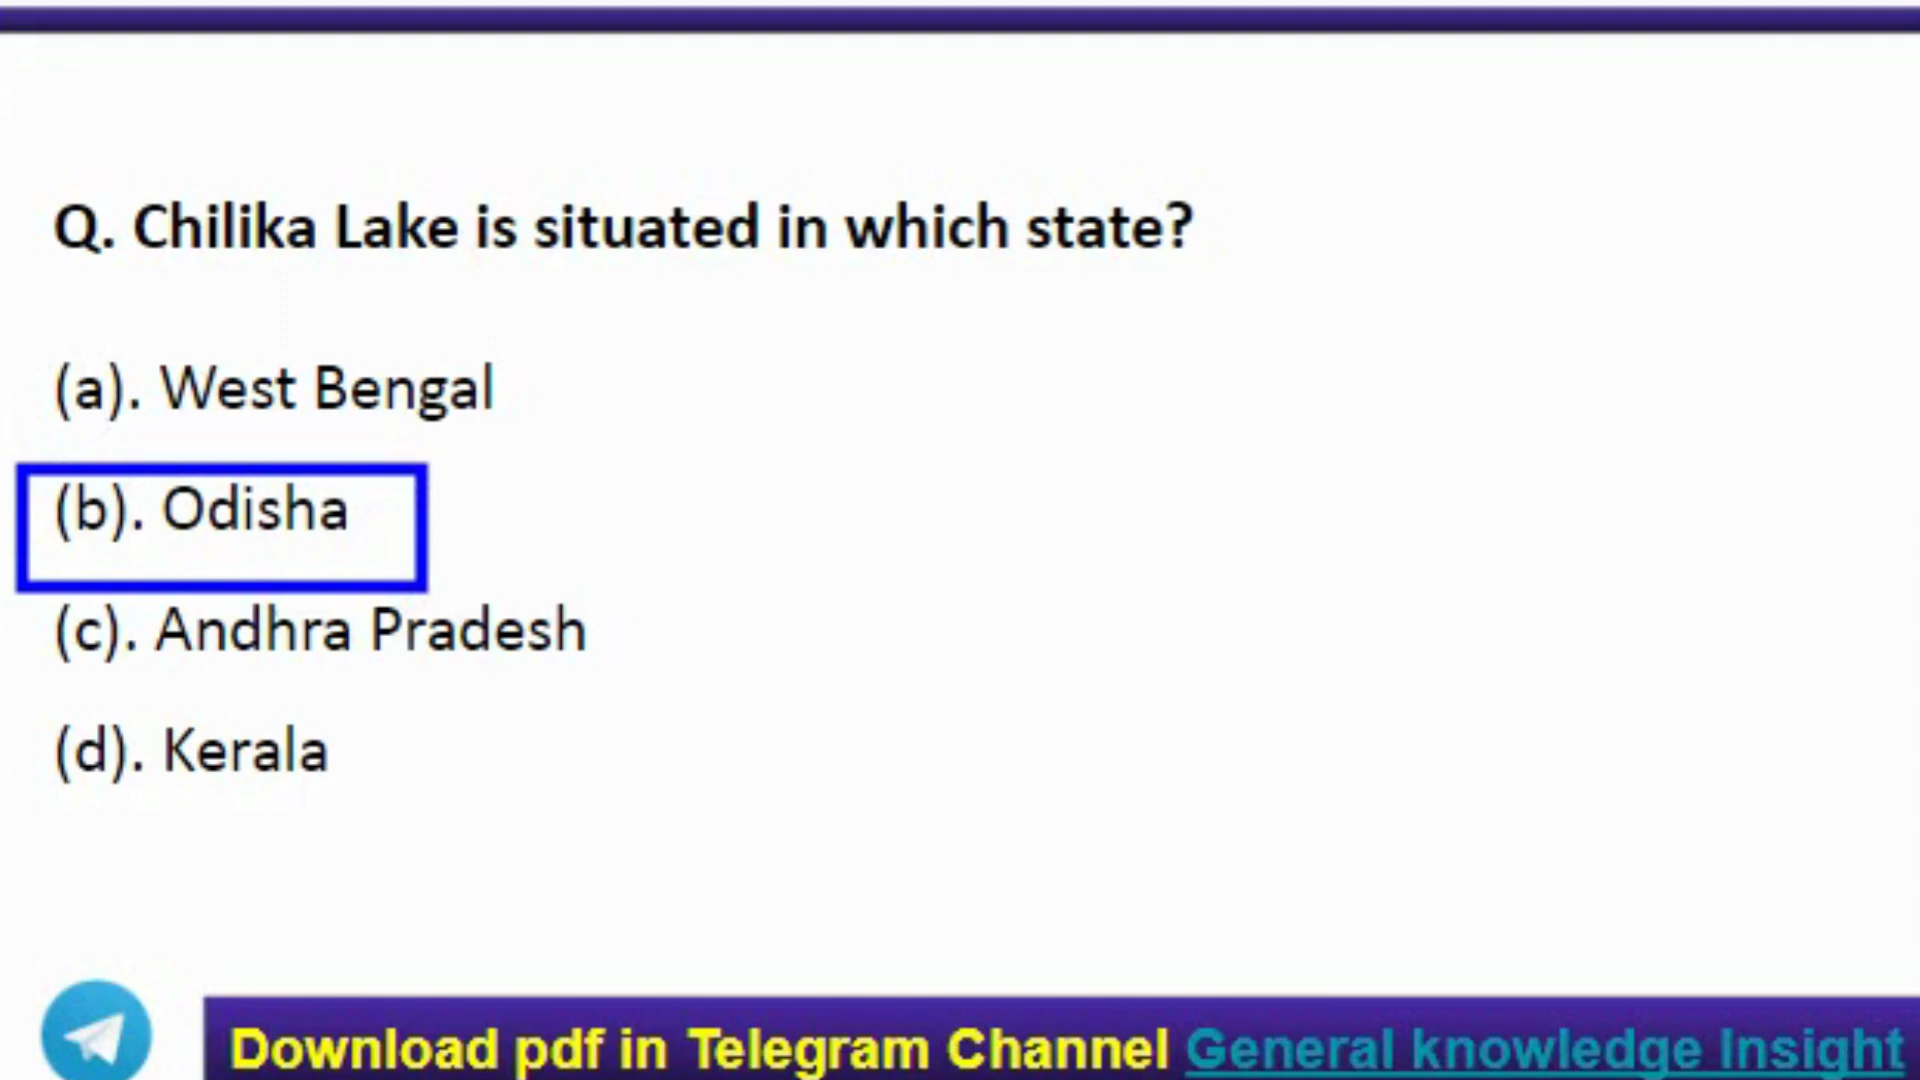 Q. Chilika Lake is situated in which state?
(a). West Bengal
(b). Odisha
(c). Andhra Pradesh
(d). Kerala
Download pdf in Telegram Channel General knowledge Insight